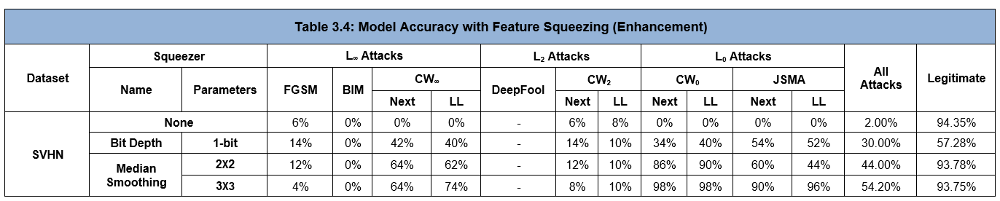 Table 3.4: Model Accuracy with Feature Squeezing (Enhancement)
Dataset Squeezer L∞ Attacks L2 Attacks L0 Attacks All Attacks Legitimate
Name Parameters FGSM BIM CW∞ DeepFool CW2 CW0 JSMA
Next LL Next LL Next LL Next LL
SVHN None 6% 0% 0% 0% - 6% 8% 0% 0% 0% 0% 2.00% 94.35%
Bit Depth 1-bit 14% 0% 42% 40% - 14% 10% 34% 40% 54% 52% 30.00% 57.28%
Median Smoothing 2X2 12% 0% 64% 62% - 12% 10% 86% 90% 60% 44% 44.00% 93.78%
3X3 4% 0% 64% 74% - 8% 10% 98% 98% 90% 96% 54.20% 93.75%